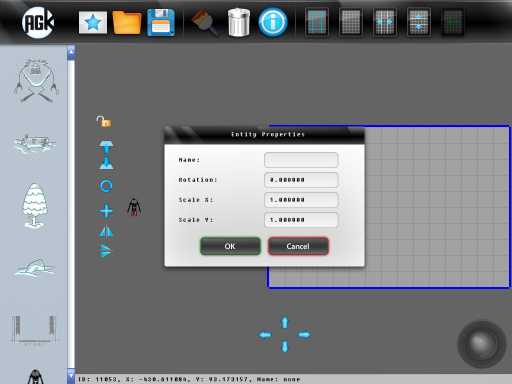 AGK
Entity Properties
Name:
Rotation: 0.000000
Scale X: 1.000000
Scale Y: 1.000000
OK Cancel
ID: 11053, X: -430.611084, Y: 93.173157, Name: none